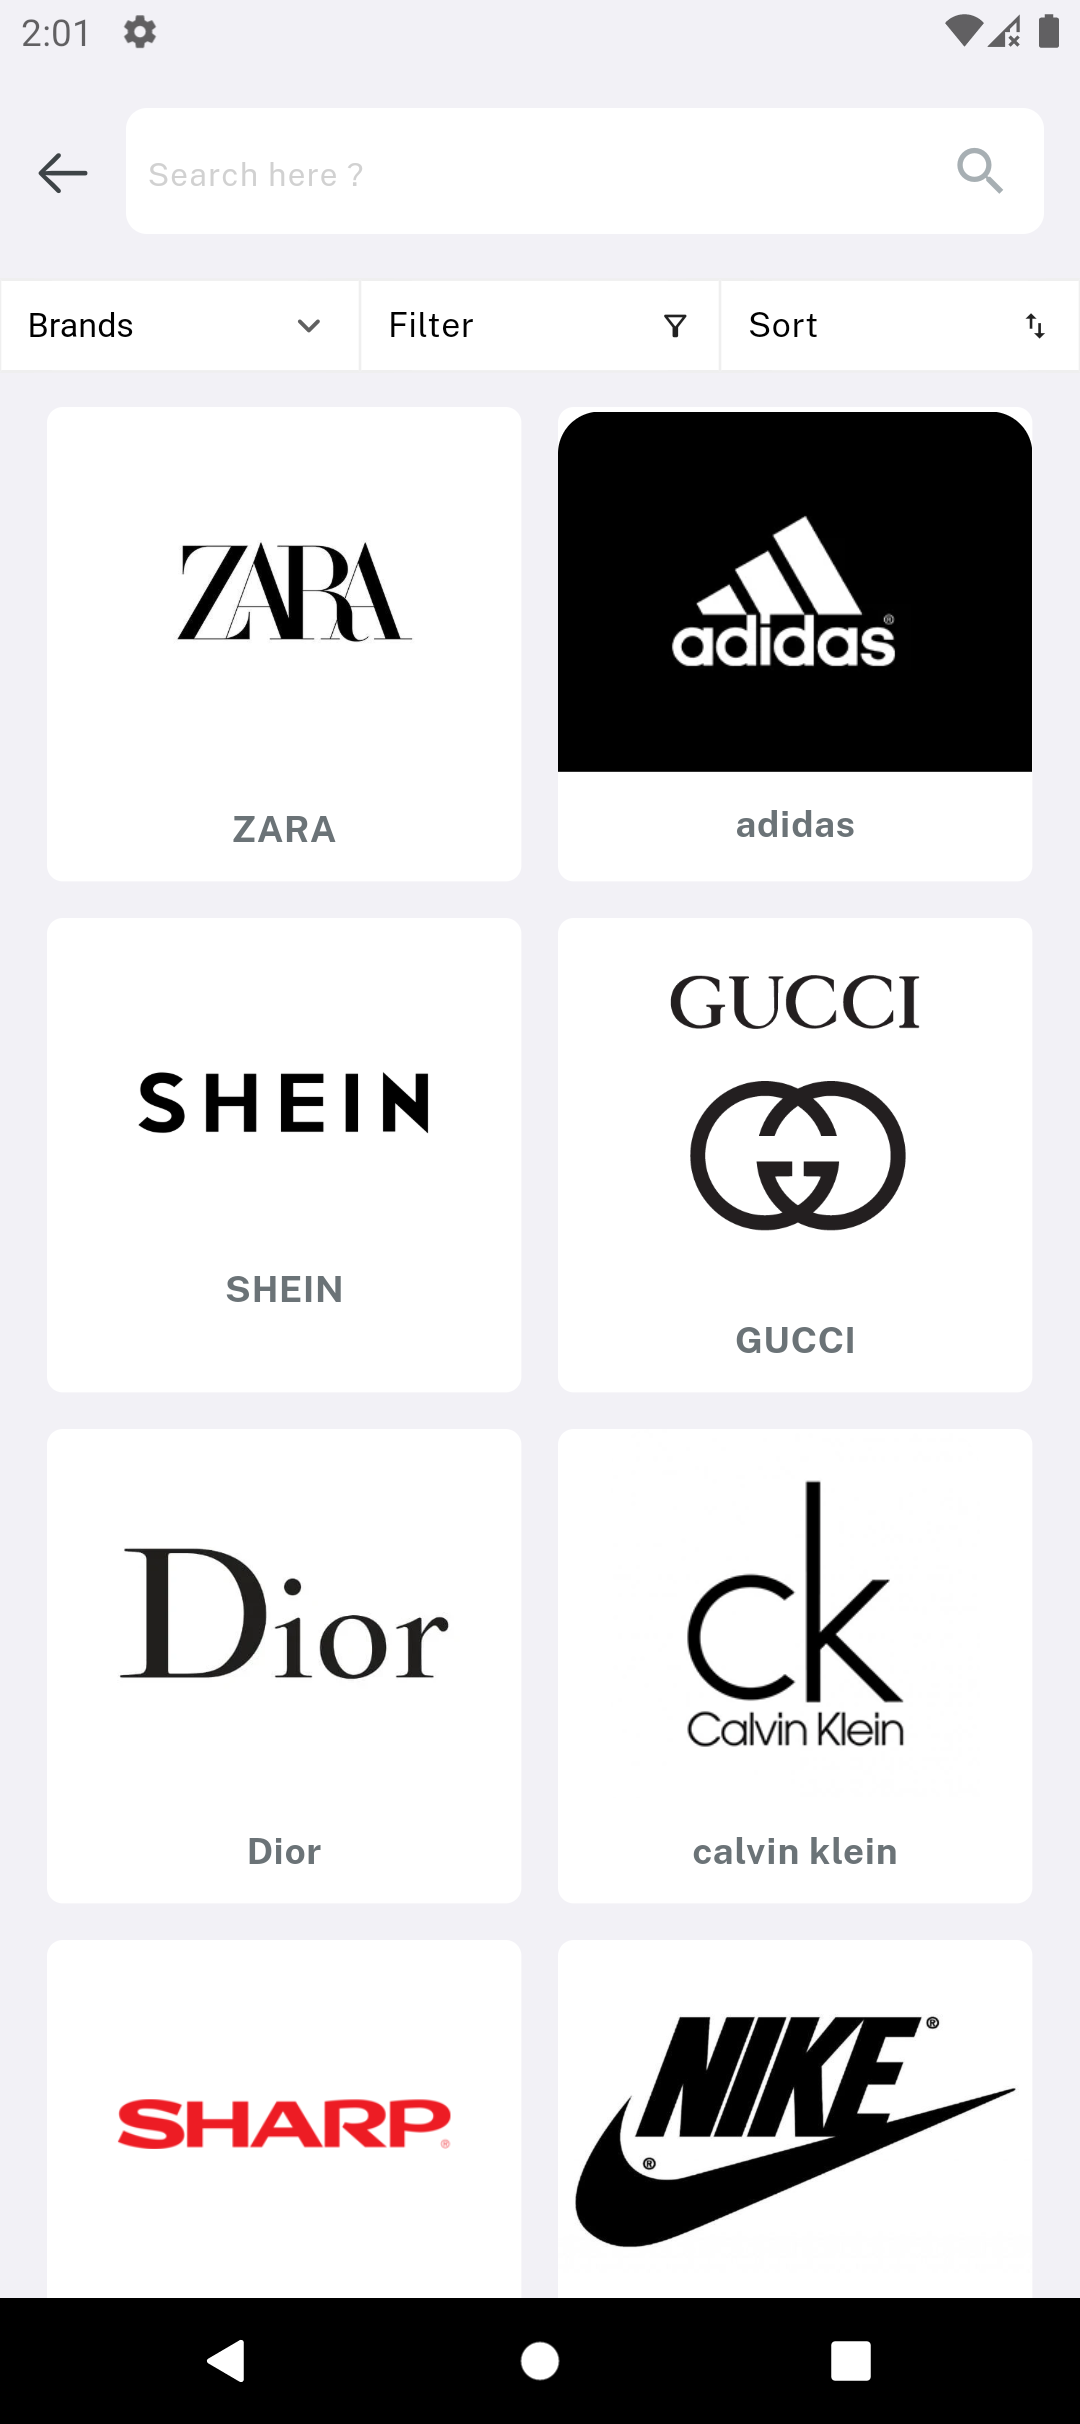 2:01
Search here ?
Brands
Filter
Sort
ZARA
adidas®
ZARA
adidas
SHEIN
GUCCI
SHEIN
GUCCI
Dior
ck
Calvin Klein
Dior
calvin klein
SHARP®
NIKE®
®